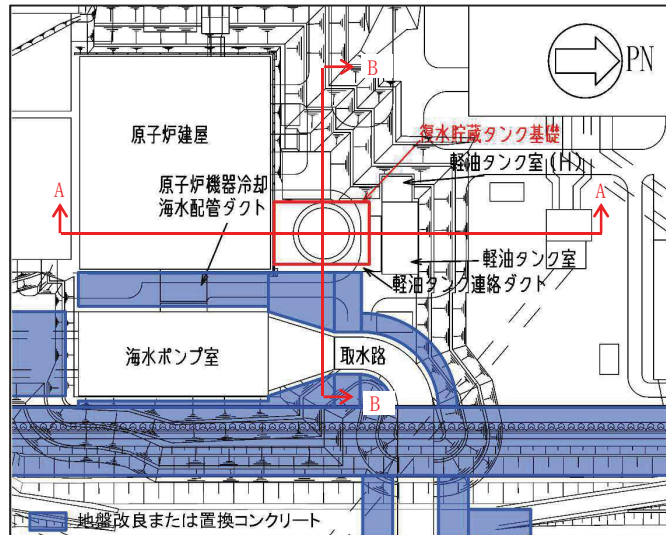 B
PN
原子炉建屋
復水貯蔵タンク基礎
軽油タンク室(H)
A
A
原子炉機器冷却
海水配管ダクト
軽油タンク室
軽油タンク連絡ダクト
海水ポンプ室
取水路
B
地盤改良または置換コンクリート